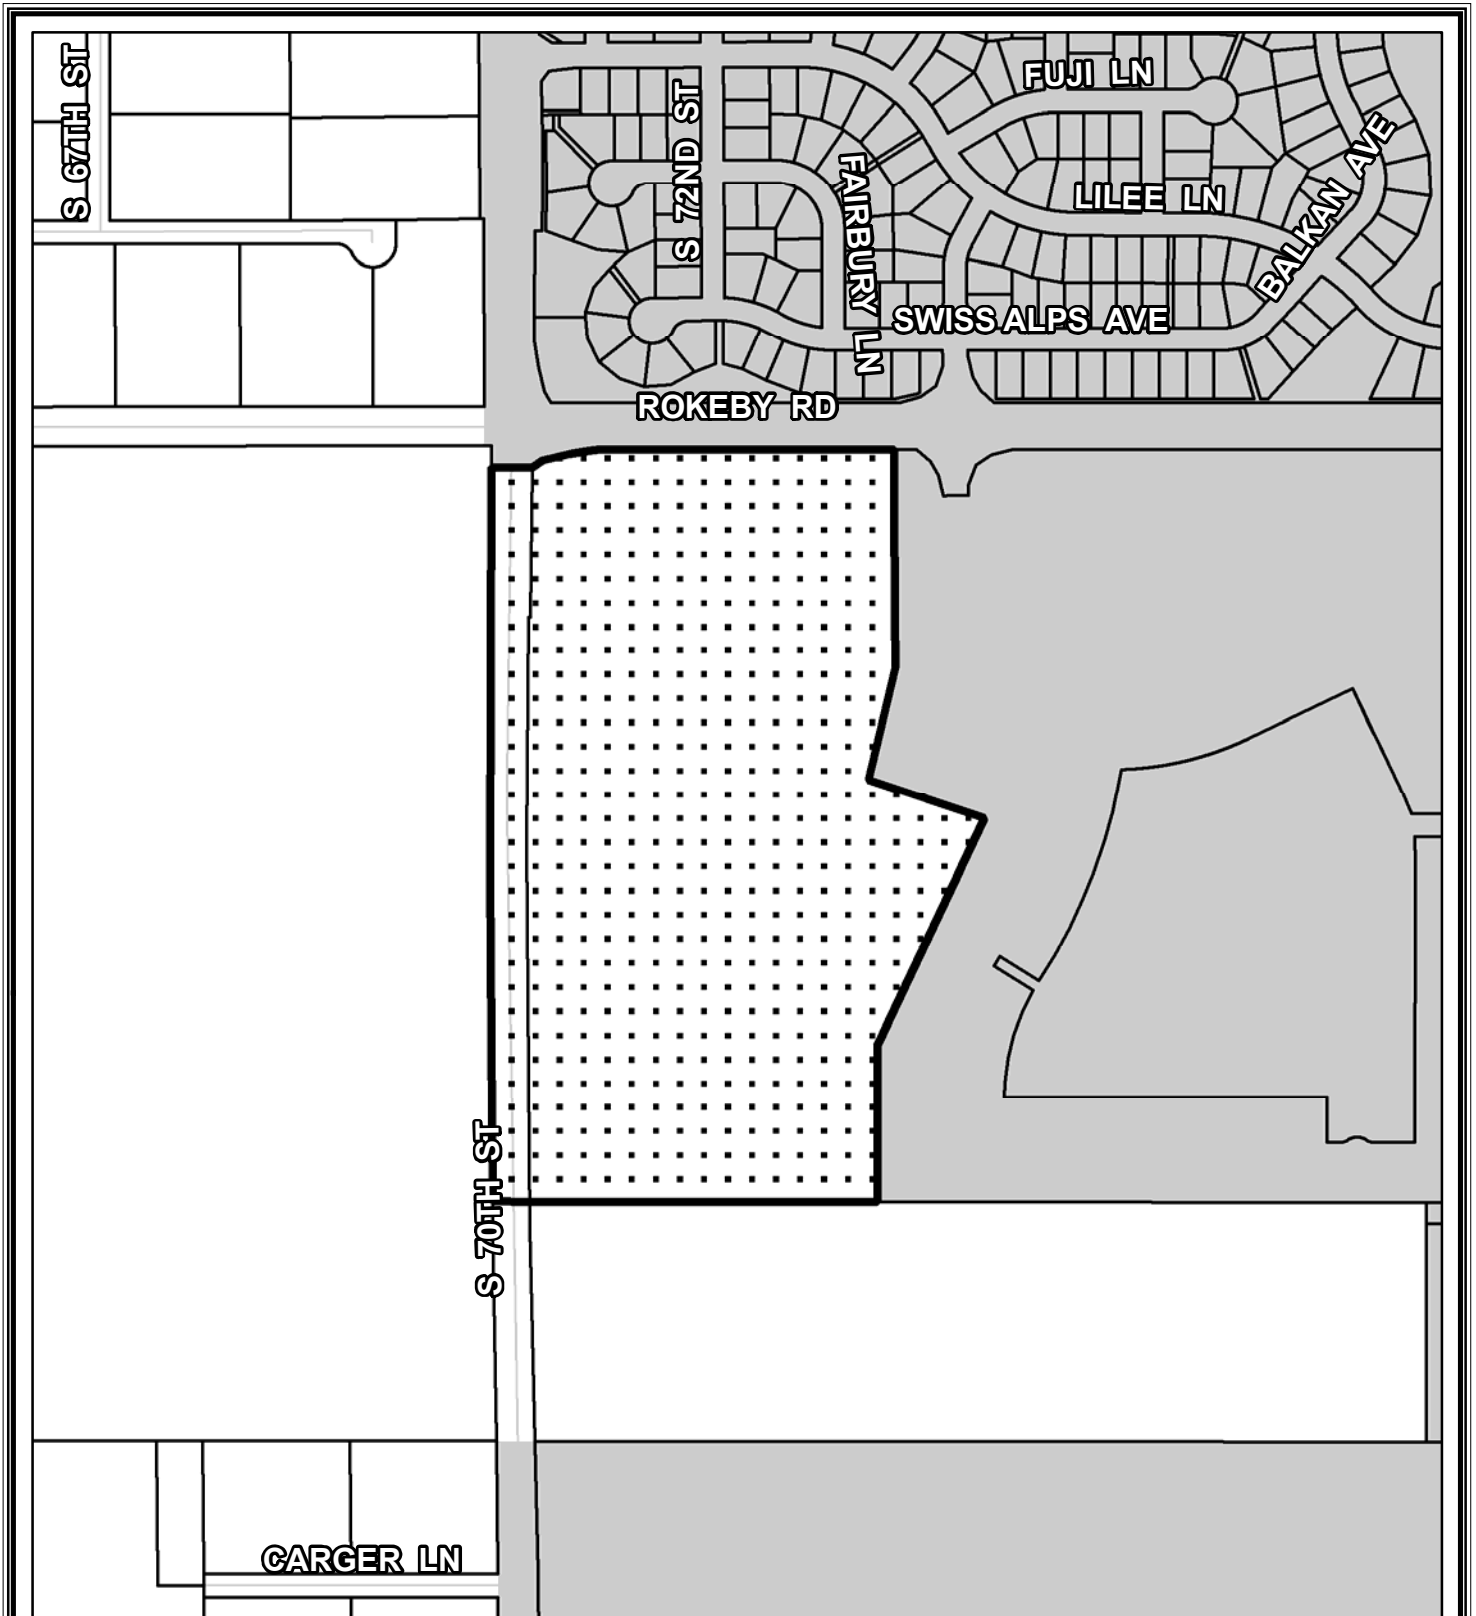 S 67TH ST
FUJI LN
S 72ND ST
BALKAN AVE
FAIRBURY LN
LILEE LN
SWISS ALPS AVE
ROKEBY RD
S 70TH ST
CARGER LN